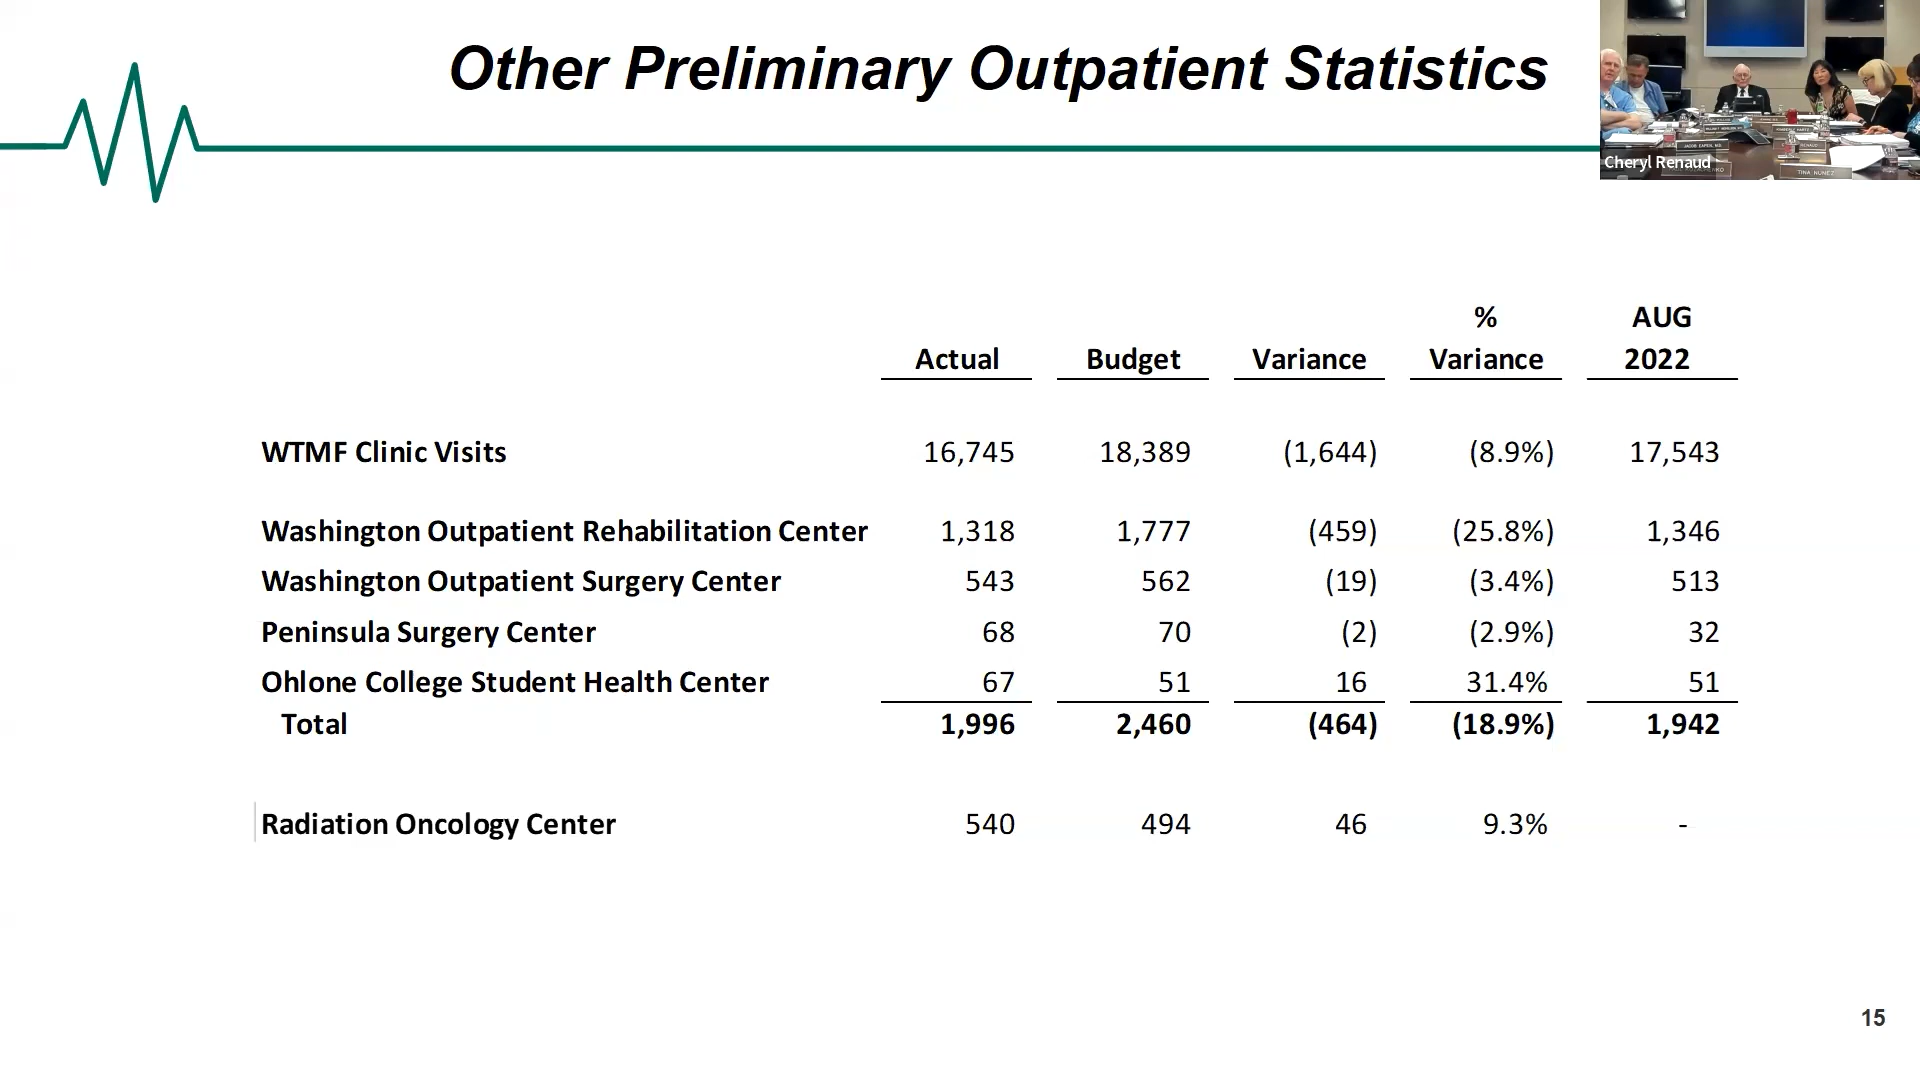 Other Preliminary Outpatient Statistics
Cheryl Renaud
JACOB EAPEN, M.D.
TINA NUNEZ
% AUG
Actual Budget Variance Variance 2022
WTMF Clinic Visits 16,745 18,389 (1,644) (8.9%) 17,543
Washington Outpatient Rehabilitation Center 1,318 1,777 (459) (25.8%) 1,346
Washington Outpatient Surgery Center 543 562 (19) (3.4%) 513
Peninsula Surgery Center 68 70 (2) (2.9%) 32
Ohlone College Student Health Center 67 51 16 31.4% 51
Total 1,996 2,460 (464) (18.9%) 1,942
Radiation Oncology Center 540 494 46 9.3% -
15